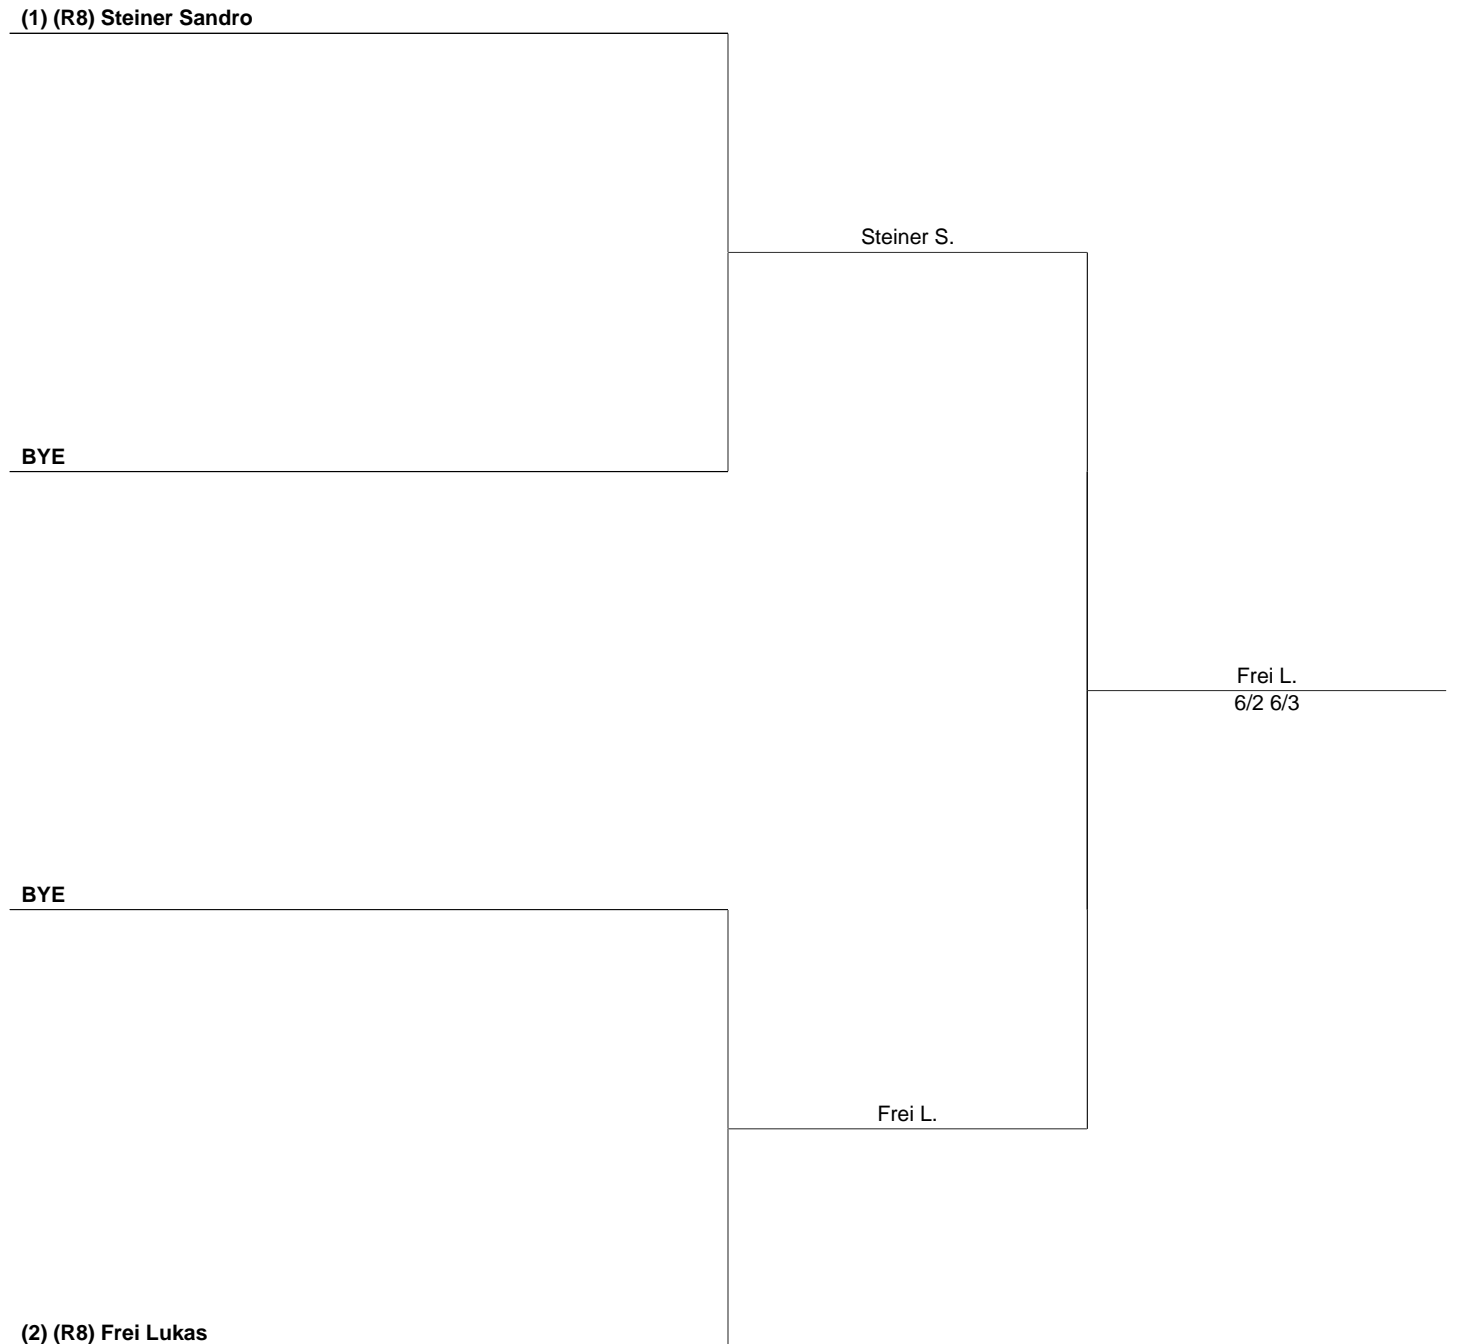 (1) (R8) Steiner Sandro
Steiner S.
BYE
Frei L.
6/2 6/3
BYE
Frei L.
(2) (R8) Frei Lukas